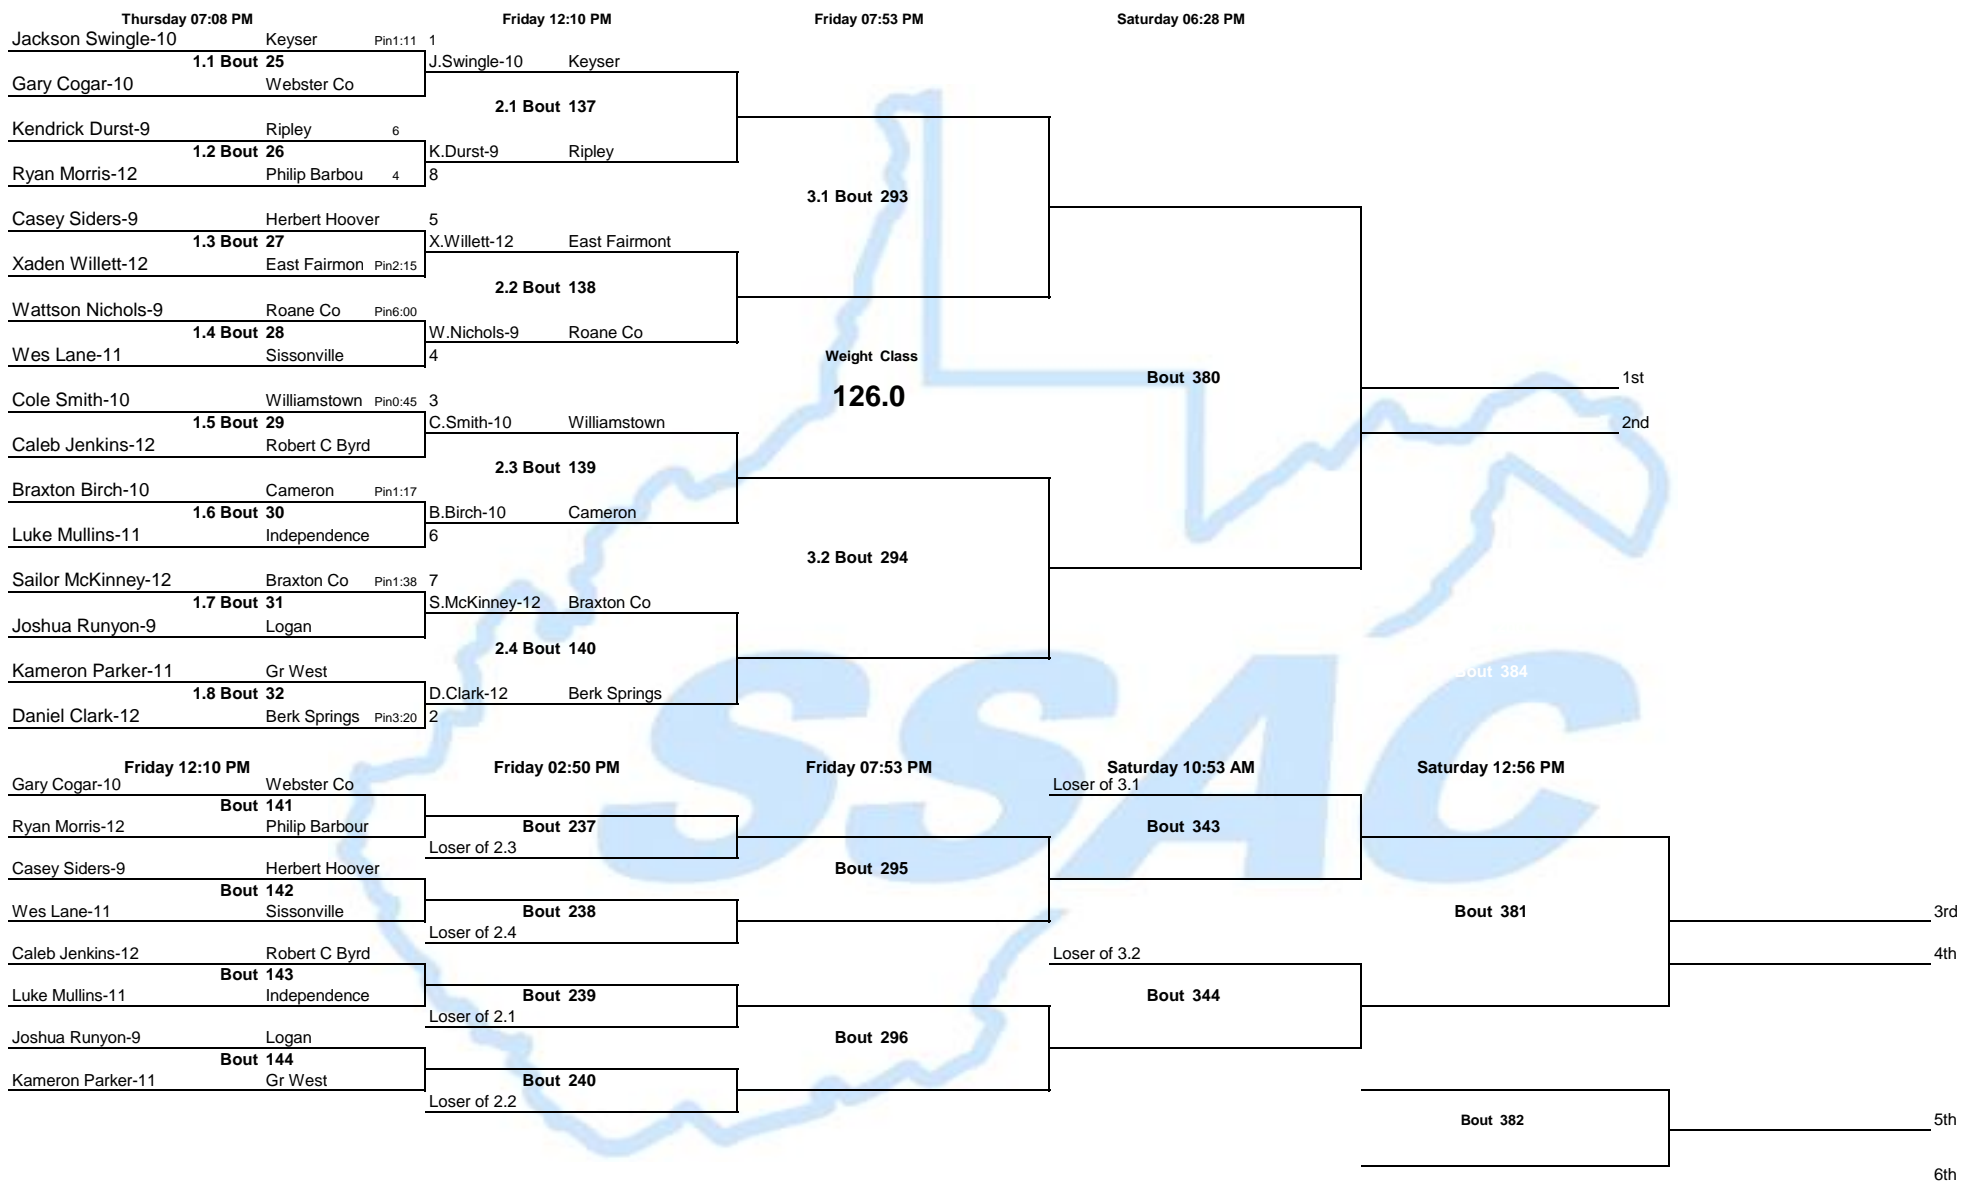 Thursday 07:08 PM Friday 12:10 PM Friday 07:53 PM Saturday 06:28 PM
Jackson Swingle-10 Keyser Pin1:11 1
1.1 Bout 25 J.Swingle-10 Keyser
Gary Cogar-10 Webster Co
2.1 Bout 137
Kendrick Durst-9 Ripley 6
1.2 Bout 26 K.Durst-9 Ripley
Ryan Morris-12 Philip Barbou 4 8
3.1 Bout 293
Casey Siders-9 Herbert Hoover 5
1.3 Bout 27 X.Willett-12 East Fairmont
Xaden Willett-12 East Fairmon Pin2:15
2.2 Bout 138
Wattson Nichols-9 Roane Co Pin6:00
1.4 Bout 28 W.Nichols-9 Roane Co
Wes Lane-11 Sissonville 4 Weight Class
Bout 380 1st
Cole Smith-10 Williamstown Pin0:45 3 126.0
1.5 Bout 29 C.Smith-10 Williamstown 2nd
Caleb Jenkins-12 Robert C Byrd
2.3 Bout 139
Braxton Birch-10 Cameron Pin1:17
1.6 Bout 30 B.Birch-10 Cameron
Luke Mullins-11 Independence 6
3.2 Bout 294
Sailor McKinney-12 Braxton Co Pin1:38 7
1.7 Bout 31 S.McKinney-12 Braxton Co
Joshua Runyon-9 Logan
2.4 Bout 140
Kameron Parker-11 Gr West Bout 384
1.8 Bout 32 D.Clark-12 Berk Springs
Daniel Clark-12 Berk Springs Pin3:20 2
SSAC
Friday 12:10 PM Friday 02:50 PM Friday 07:53 PM Saturday 10:53 AM Saturday 12:56 PM
Gary Cogar-10 Webster Co Loser of 3.1
Bout 141
Ryan Morris-12 Philip Barbour Bout 237 Bout 343
Loser of 2.3
Casey Siders-9 Herbert Hoover Bout 295
Bout 142
Wes Lane-11 Sissonville Bout 238 Bout 381 3rd
Loser of 2.4
Caleb Jenkins-12 Robert C Byrd Loser of 3.2 4th
Bout 143
Luke Mullins-11 Independence Bout 239 Bout 344
Loser of 2.1
Joshua Runyon-9 Logan Bout 296
Bout 144
Kameron Parker-11 Gr West Bout 240
Loser of 2.2
Bout 382 5th
6th